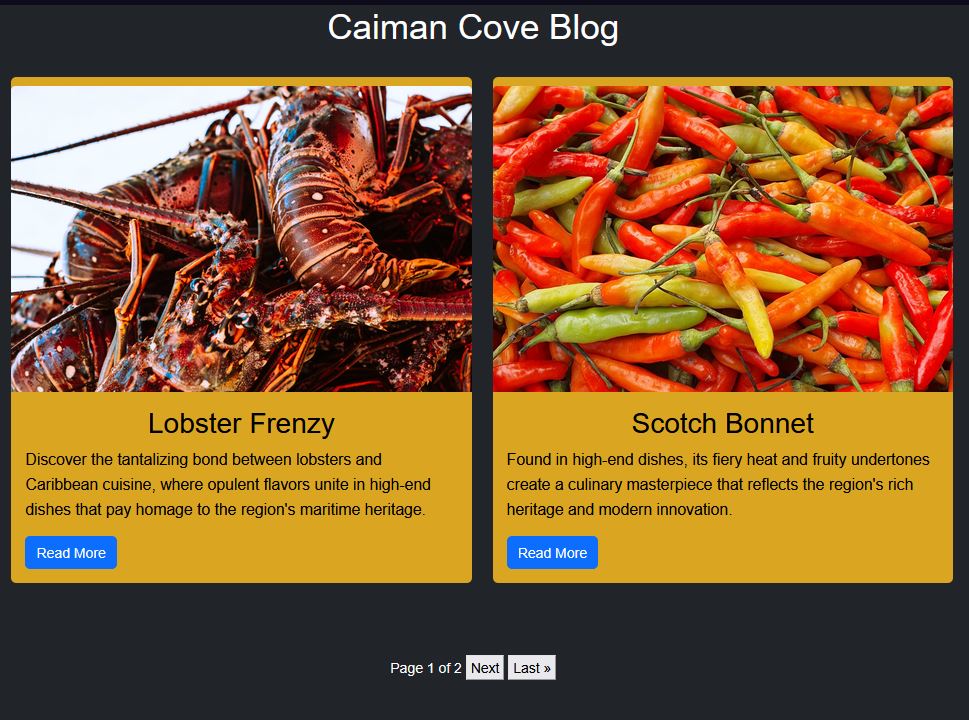 Caiman Cove Blog
Lobster Frenzy
Discover the tantalizing bond between lobsters and
Caribbean cuisine, where opulent flavors unite in high-end
dishes that pay homage to the region's maritime heritage.
Read More
Scotch Bonnet
Found in high-end dishes, its fiery heat and fruity undertones
create a culinary masterpiece that reflects the region's rich
heritage and modern innovation.
Read More
Page 1 of 2 Next Last »